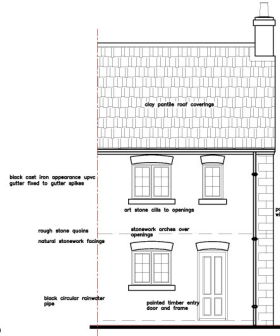 clay pantile roof coverings
black cast iron appearance upvc
gutter fixed to gutter spikes
art stone cills to openings
rough stone quoins
natural stonework facings
stonework arches over
openings
black circular rainwater
pipe
painted timber entry
door and frame